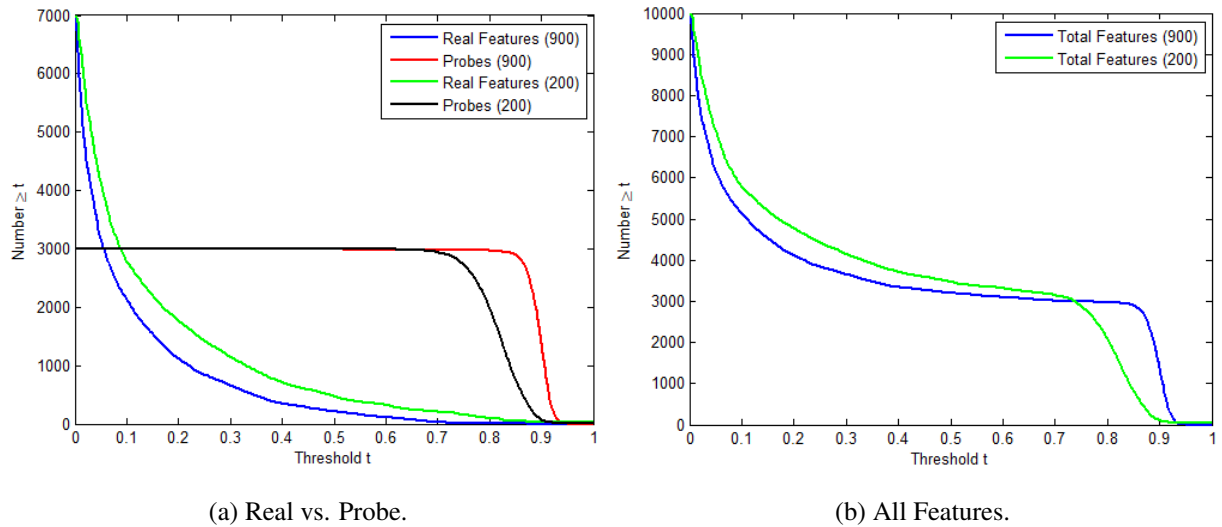 7000
6000
5000
4000
3000
2000
1000
0
Number ≥ t
0 0.1 0.2 0.3 0.4 0.5 0.6 0.7 0.8 0.9 1
Threshold t
Real Features (900)
Probes (900)
Real Features (200)
Probes (200)
(a) Real vs. Probe.
10000
9000
8000
7000
6000
5000
4000
3000
2000
1000
0
Number ≥ t
0 0.1 0.2 0.3 0.4 0.5 0.6 0.7 0.8 0.9 1
Threshold t
Total Features (900)
Total Features (200)
(b) All Features.